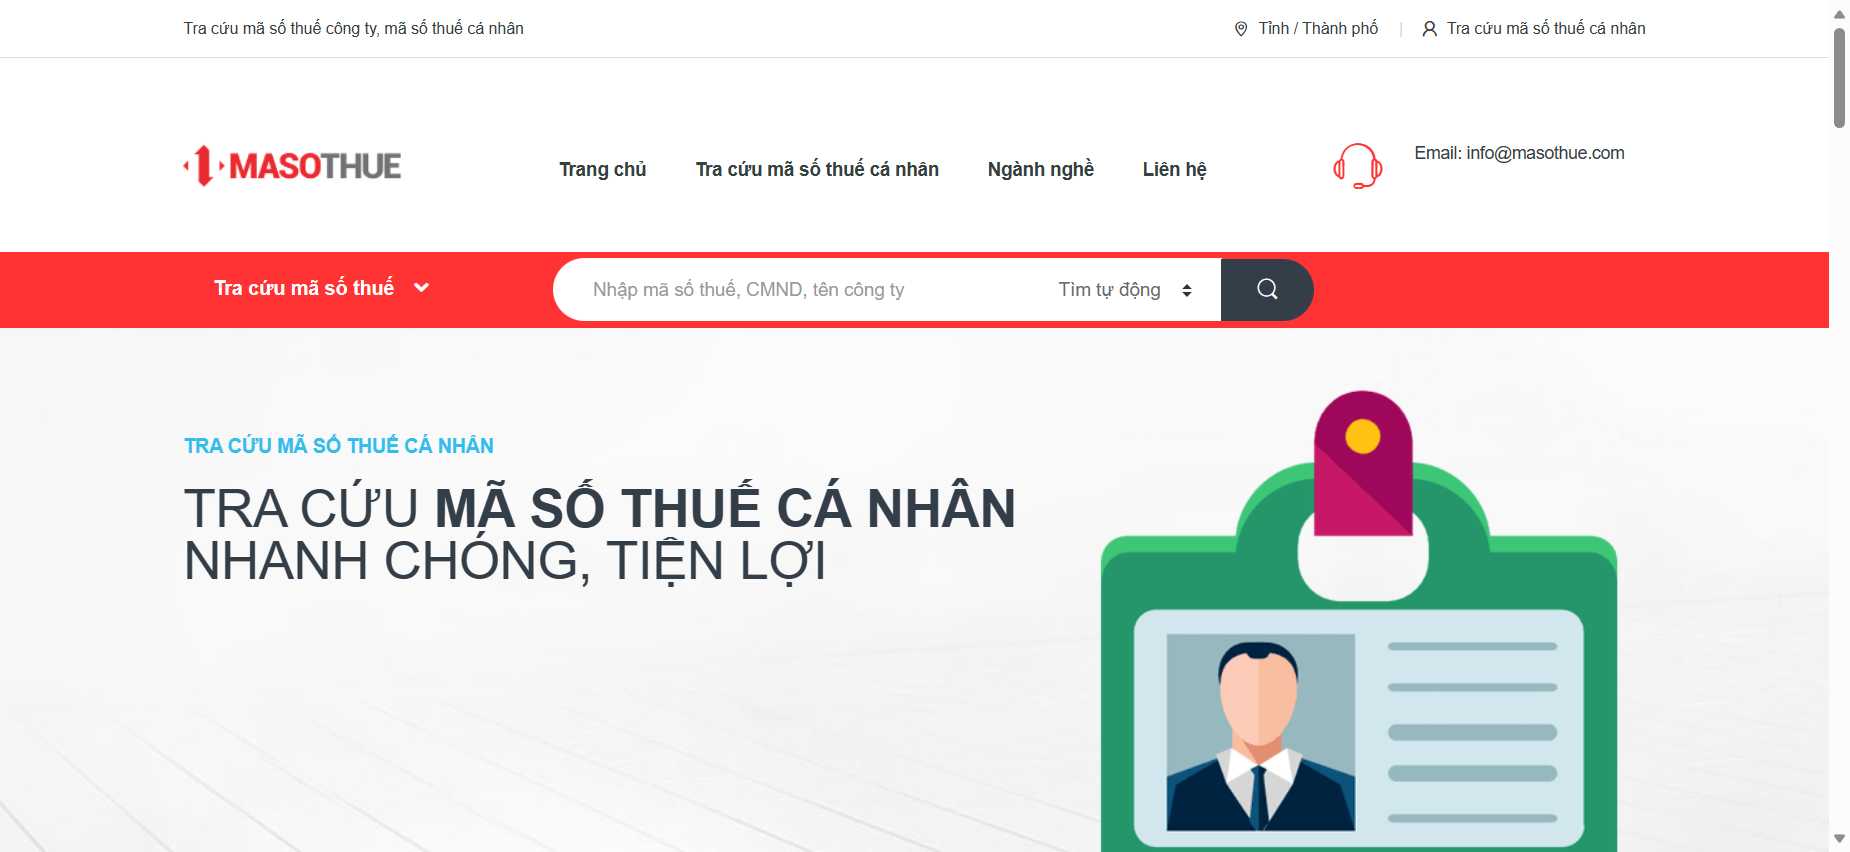 Tra cứu mã số thuế công ty, mã số thuế cá nhân
Tỉnh / Thành phố | Tra cứu mã số thuế cá nhân
MASOTHUE
Trang chủ Tra cứu mã số thuế cá nhân Ngành nghề Liên hệ
Email: info@masothue.com
Tra cứu mã số thuế
Nhập mã số thuế, CMND, tên công ty Tìm tự động
TRA CỨU MÃ SỐ THUẾ CÁ NHÂN
TRA CỨU MÃ SỐ THUẾ CÁ NHÂN
NHANH CHÓNG, TIỆN LỢI